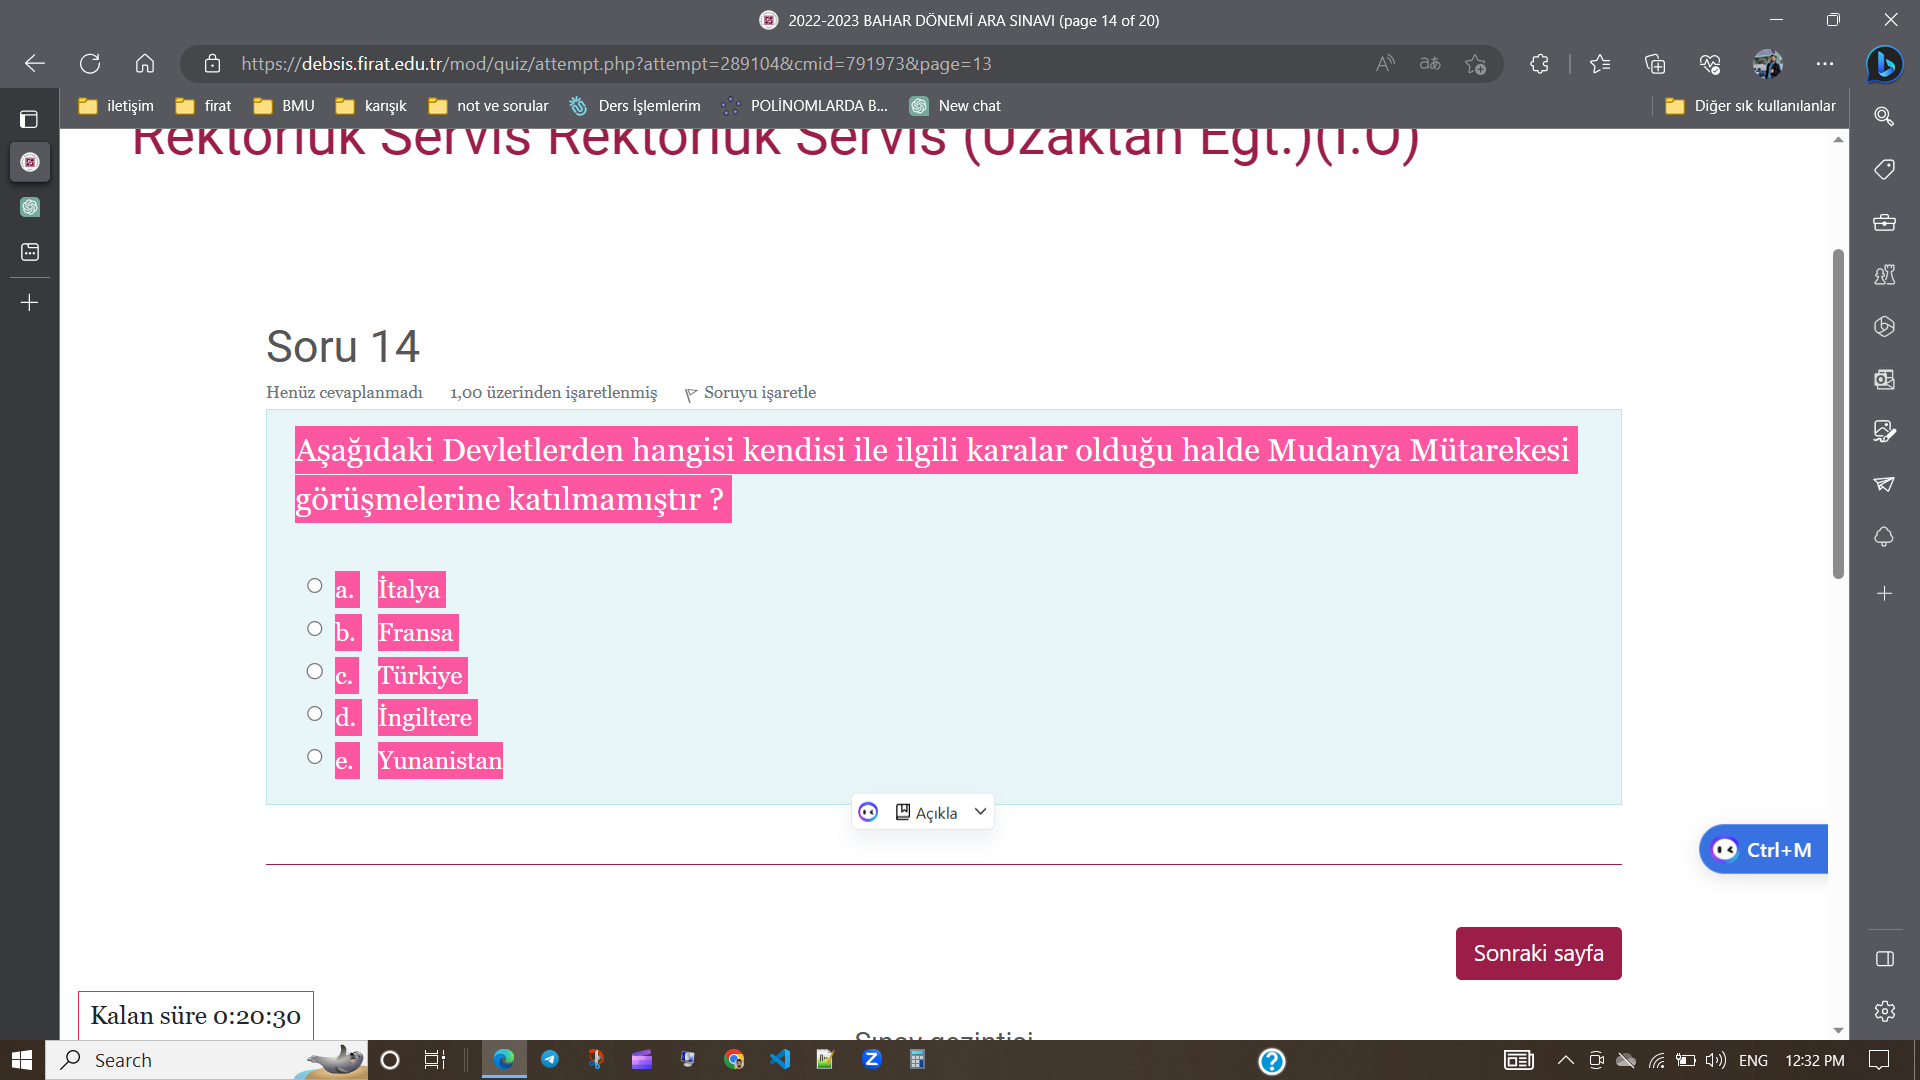 2022-2023 BAHAR DÖNEMİ ARA SINAVI (page 14 of 20)
https://debsis.firat.edu.tr/mod/quiz/attempt.php?attempt=289104&cmid=791973&page=13
iletişim
firat
BMU
karışık
not ve sorular
Ders İşlemlerim
POLİNOMLARDA B...
New chat
Diğer sık kullanılanlar
Rektörlük Servis Rektörlük Servis (Uzaktan Eğt.)(İ.Ö)
Soru 14
Henüz cevaplanmadı 1,00 üzerinden işaretlenmiş Soruyu işaretle
Aşağıdaki Devletlerden hangisi kendisi ile ilgili karalar olduğu halde Mudanya Mütarekesi
görüşmelerine katılmamıştır ?
a. İtalya
b. Fransa
c. Türkiye
d. İngiltere
e. Yunanistan
Açıkla
Ctrl+M
Sonraki sayfa
Kalan süre 0:20:30
Sınav gezintisi
Search
ENG
12:32 PM